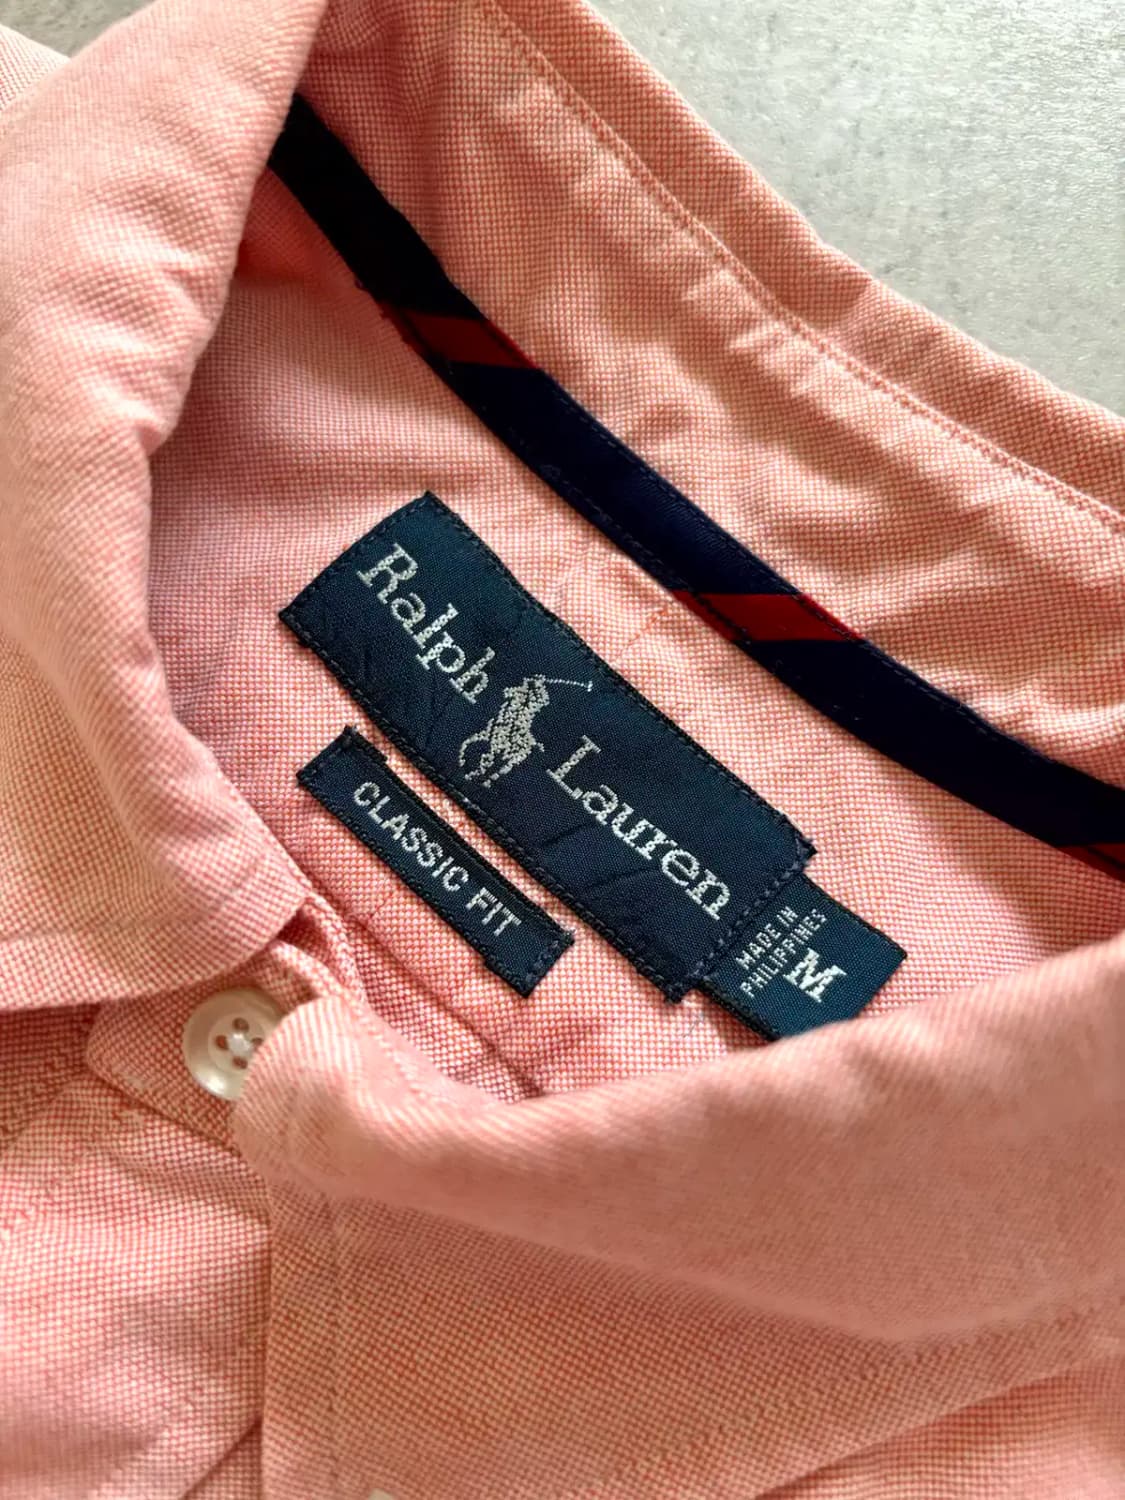 Ralph Lauren
CLASSIC FIT
MADE IN
PHILIPPINES
M